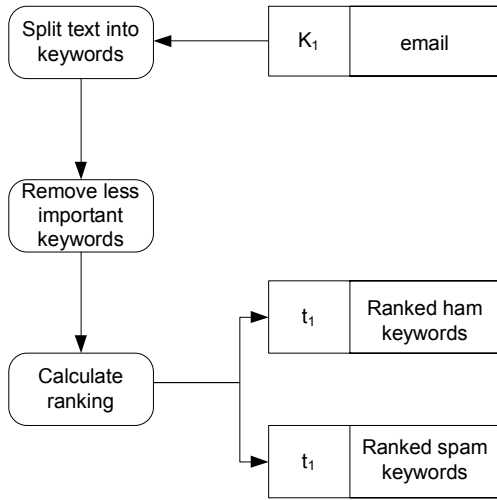 Split text into
keywords
K₁
email
Remove less
important
keywords
t₁
Ranked ham
keywords
Calculate
ranking
t₁
Ranked spam
keywords